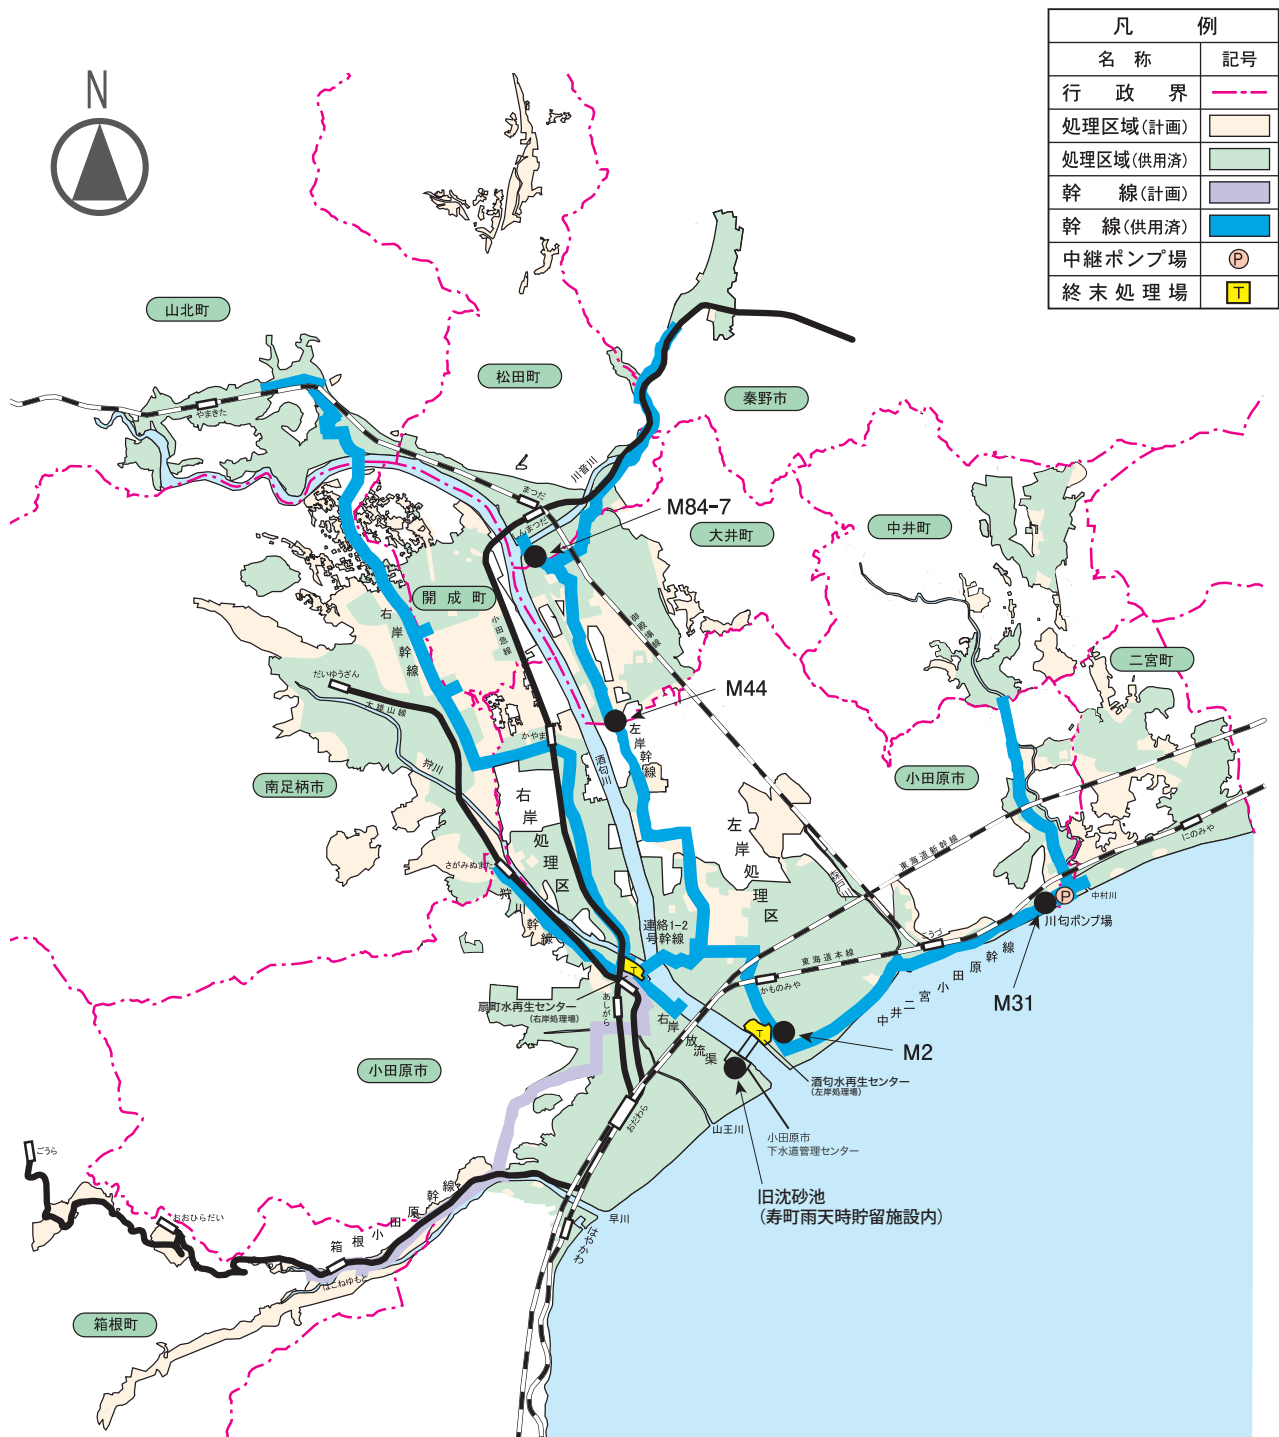 凡 例
名 称 記号
行 政 界
処理区域(計画)
処理区域(供用済)
幹 線(計画)
幹 線(供用済)
中継ポンプ場 P
終末処理場 T
N
山北町
松田町
秦野市
やまきた
川音川
まつだ
しんまつだ
M84-7
大井町
中井町
開成町
右岸幹線
小田急線
御殿場線
二宮町
だいゆうざん
大雄山線
M44
かやま
左岸幹線
酒匂川
狩川
南足柄市
小田原市
右岸処理区
左岸処理区
東海道新幹線
にのみや
さがみぬまた
狩川幹線
森戸川
連絡1-2
号幹線
P
中村川
川匂ポンプ場
こうづ
東海道本線
かものみや
中井二宮小田原幹線
M31
T
扇町水再生センター
(右岸処理場)
あしがら
右岸放流渠
T
M2
小田原市
酒匂水再生センター
(左岸処理場)
おだわら
山王川
小田原市
下水道管理センター
旧沈砂池
(寿町雨天時貯留施設内)
ごうら
おおひらだい
箱根小田原幹線
はこねゆもと
早川
はやかわ
箱根町